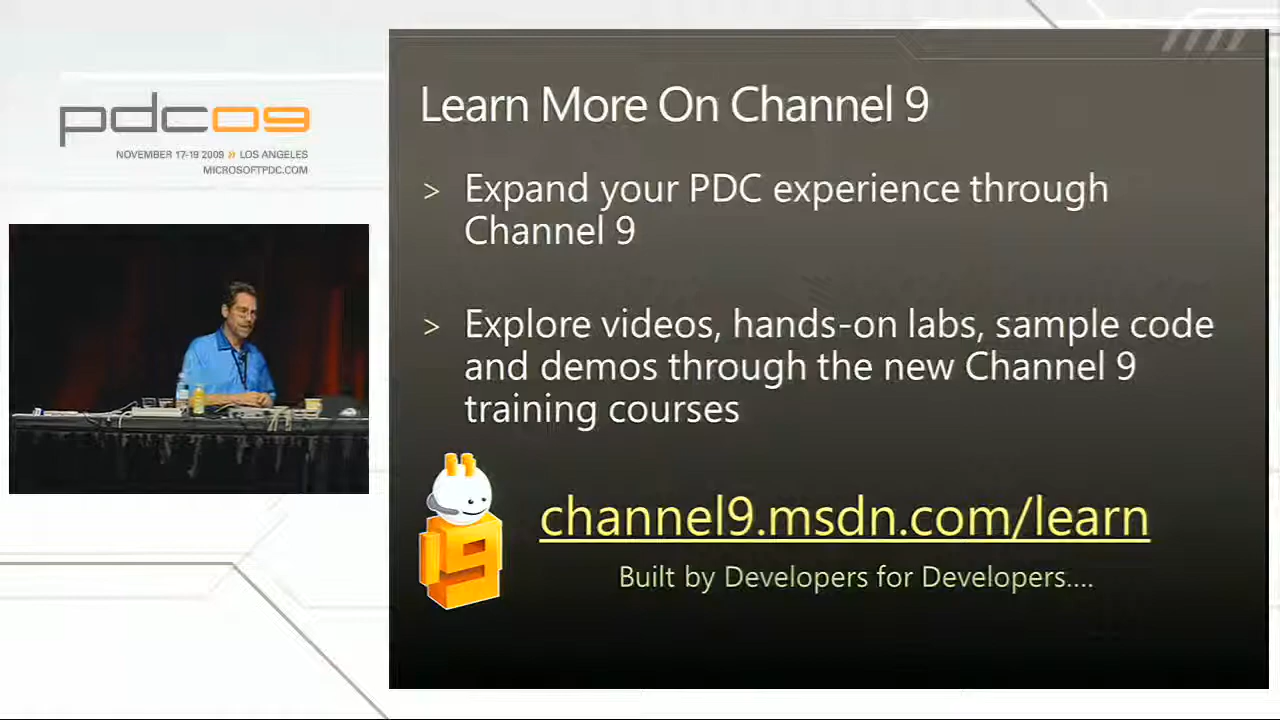 pdc09
NOVEMBER 17-19 2009 » LOS ANGELES
MICROSOFTPDC.COM
Learn More On Channel 9
> Expand your PDC experience through
Channel 9
> Explore videos, hands-on labs, sample code
and demos through the new Channel 9
training courses
9
channel9.msdn.com/learn
Built by Developers for Developers....